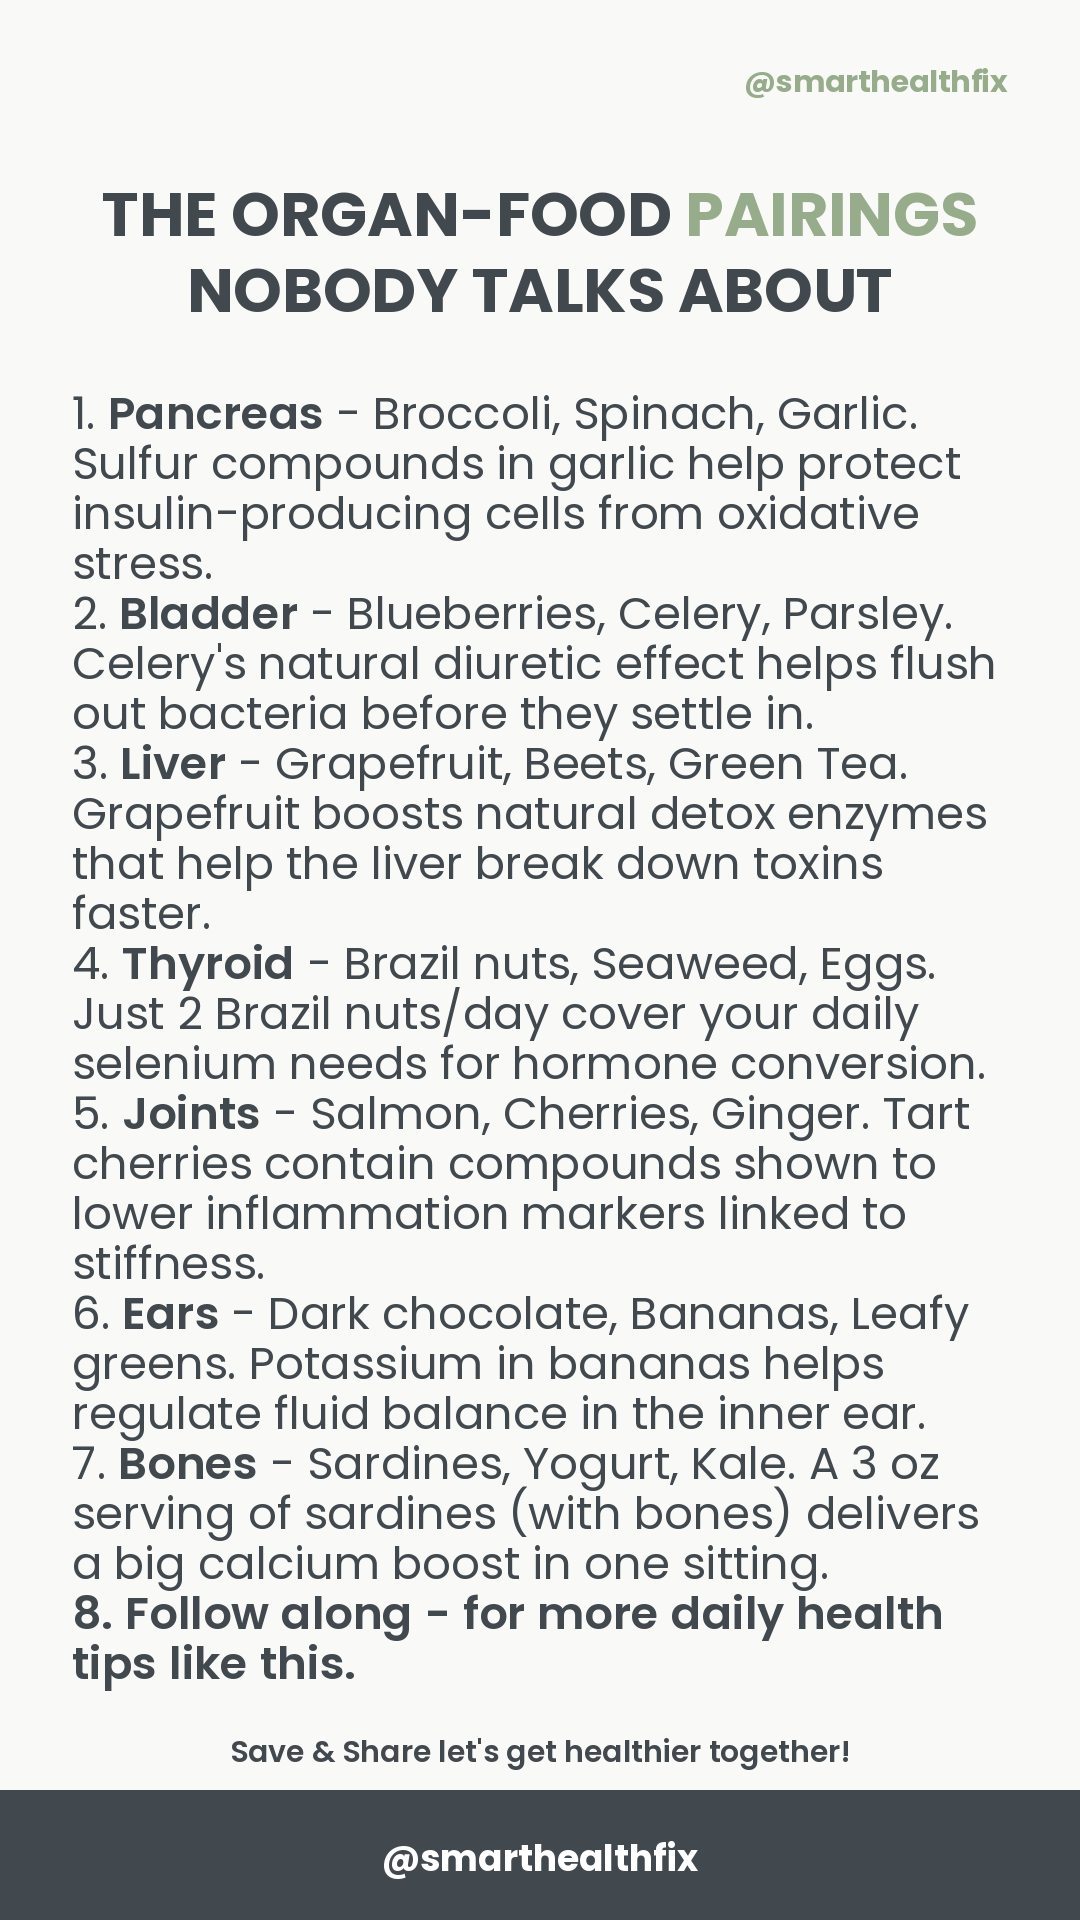 @smarthealthfix
THE ORGAN-FOOD PAIRINGS
NOBODY TALKS ABOUT
1. Pancreas - Broccoli, Spinach, Garlic.
Sulfur compounds in garlic help protect
insulin-producing cells from oxidative
stress.
2. Bladder - Blueberries, Celery, Parsley.
Celery's natural diuretic effect helps flush
out bacteria before they settle in.
3. Liver - Grapefruit, Beets, Green Tea.
Grapefruit boosts natural detox enzymes
that help the liver break down toxins
faster.
4. Thyroid - Brazil nuts, Seaweed, Eggs.
Just 2 Brazil nuts/day cover your daily
selenium needs for hormone conversion.
5. Joints - Salmon, Cherries, Ginger. Tart
cherries contain compounds shown to
lower inflammation markers linked to
stiffness.
6. Ears - Dark chocolate, Bananas, Leafy
greens. Potassium in bananas helps
regulate fluid balance in the inner ear.
7. Bones - Sardines, Yogurt, Kale. A 3 oz
serving of sardines (with bones) delivers
a big calcium boost in one sitting.
8. Follow along - for more daily health
tips like this.
Save & Share let's get healthier together!
@smarthealthfix